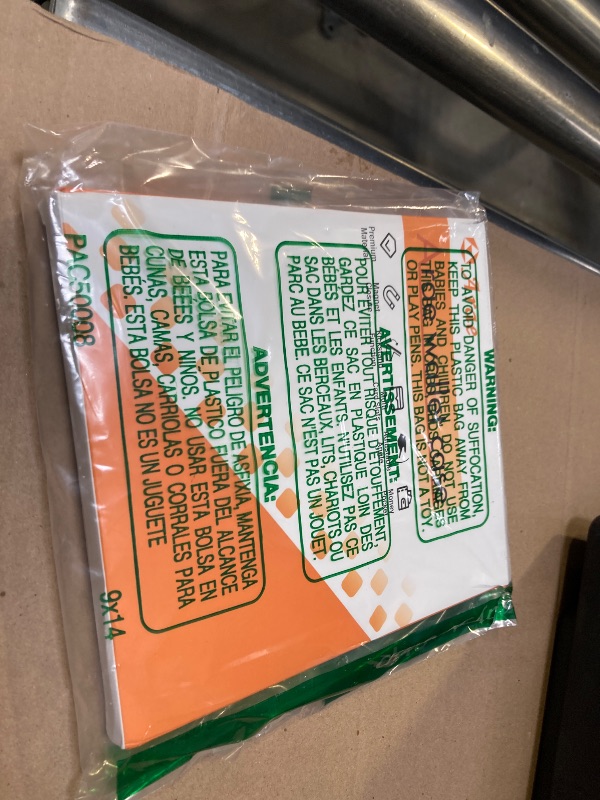 WARNING:
TO AVOID DANGER OF SUFFOCATION,
KEEP THIS PLASTIC BAG AWAY FROM
BABIES AND CHILDREN. DO NOT USE
OR PLAY PENS. THIS BAG IS NOT A TOY.
AVERTISSEMENT:
POUR ÉVITER TOUT RISQUE D'ÉTOUFFEMENT,
GARDEZ CE SAC EN PLASTIQUE LOIN DES
BÉBÉS ET LES ENFANTS. N'UTILISEZ PAS CE
SAC DANS LES BERCEAUX, LITS, CHARIOTS OU
PARC AU BEBE. CE SAC N'EST PAS UN JOUET.
Premium
ADVERTENCIA:
PARA EVITAR EL PELIGRO DE ASFIXIA, MANTENGA
ESTA BOLSA DE PLASTICO FUERA DEL ALCANCE
DE BEBES Y NINOS. NO USAR ESTA BOLSA EN
CUNAS, CAMAS, CARRIOLAS O CORRALES PARA
BEBES. ESTA BOLSA NO ES UN JUGUETE
PAC50098
9x14